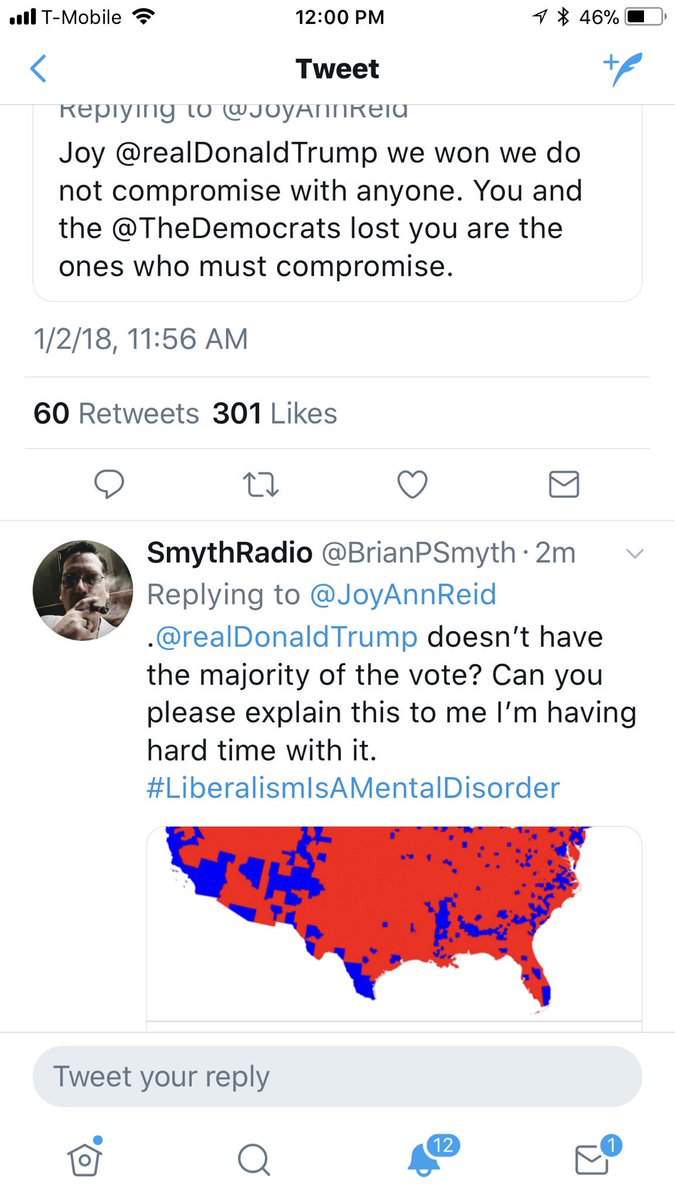 T-Mobile 12:00 PM 46%
Tweet
Replying to @JoyAnnReid
Joy @realDonaldTrump we won we do
not compromise with anyone. You and
the @TheDemocrats lost you are the
ones who must compromise.
1/2/18, 11:56 AM
60 Retweets 301 Likes
SmythRadio @BrianPSmyth · 2m
Replying to @JoyAnnReid
.@realDonaldTrump doesn’t have
the majority of the vote? Can you
please explain this to me I’m having
hard time with it.
#LiberalismIsAMentalDisorder
Tweet your reply
12
1